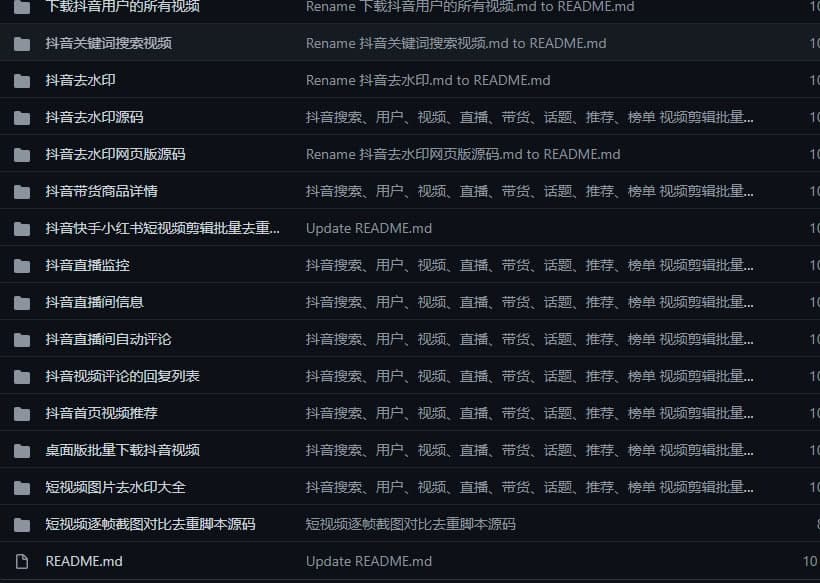 下载抖音用户的所有视频 Rename 下载抖音用户的所有视频.md to README.md 10
抖音关键词搜索视频 Rename 抖音关键词搜索视频.md to README.md 10
抖音去水印 Rename 抖音去水印.md to README.md 10
抖音去水印源码 抖音搜索、用户、视频、直播、带货、话题、推荐、榜单 视频剪辑批量... 10
抖音去水印网页版源码 Rename 抖音去水印网页版源码.md to README.md 10
抖音带货商品详情 抖音搜索、用户、视频、直播、带货、话题、推荐、榜单 视频剪辑批量... 10
抖音快手小红书短视频剪辑批量去重... Update README.md 10
抖音直播监控 抖音搜索、用户、视频、直播、带货、话题、推荐、榜单 视频剪辑批量... 10
抖音直播间信息 抖音搜索、用户、视频、直播、带货、话题、推荐、榜单 视频剪辑批量... 10
抖音直播间自动评论 抖音搜索、用户、视频、直播、带货、话题、推荐、榜单 视频剪辑批量... 10
抖音视频评论的回复列表 抖音搜索、用户、视频、直播、带货、话题、推荐、榜单 视频剪辑批量... 10
抖音首页视频推荐 抖音搜索、用户、视频、直播、带货、话题、推荐、榜单 视频剪辑批量... 10
桌面版批量下载抖音视频 抖音搜索、用户、视频、直播、带货、话题、推荐、榜单 视频剪辑批量... 10
短视频图片去水印大全 抖音搜索、用户、视频、直播、带货、话题、推荐、榜单 视频剪辑批量... 10
短视频逐帧截图对比去重脚本源码 短视频逐帧截图对比去重脚本源码
README.md Update README.md 10